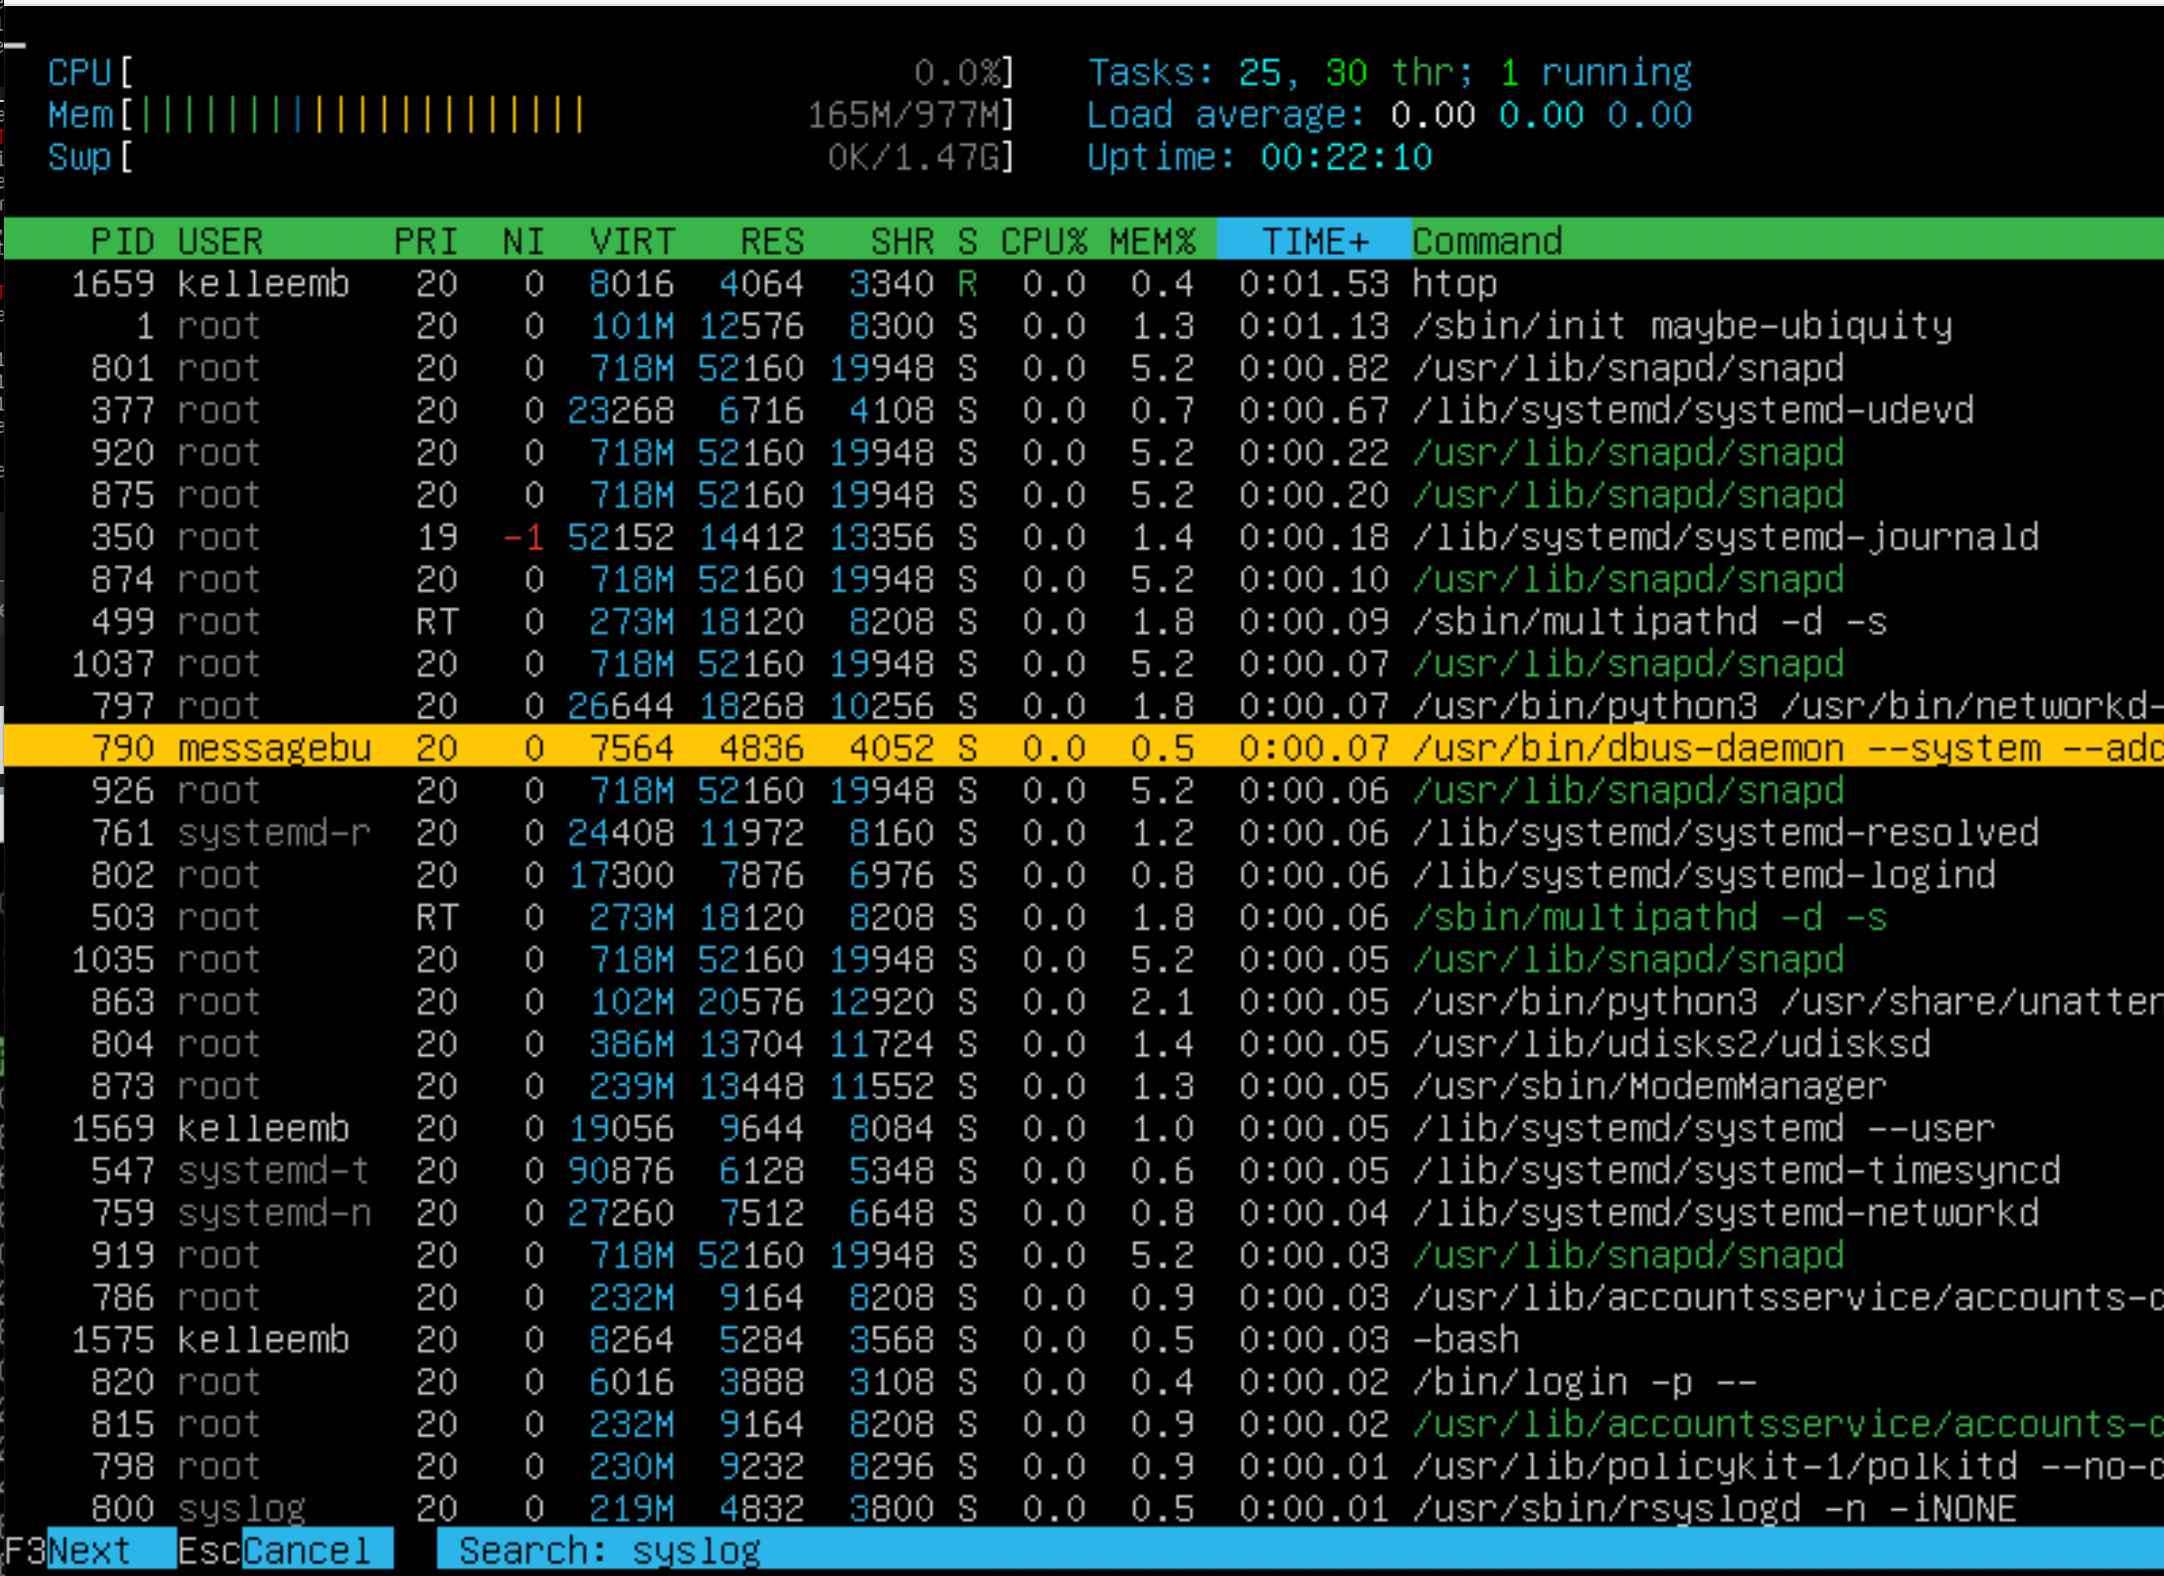 CPU[ 0.0%] Tasks: 25, 30 thr; 1 running
Mem[||||||||||||||||||||| 165M/977M] Load average: 0.00 0.00 0.00
Swp[ 0K/1.47G] Uptime: 00:22:10
PID USER PRI NI VIRT RES SHR S CPU% MEM% TIME+ Command
1659 kelleemb 20 0 8016 4064 3340 R 0.0 0.4 0:01.53 htop
1 root 20 0 101M 12576 8300 S 0.0 1.3 0:01.13 /sbin/init maybe-ubiquity
801 root 20 0 718M 52160 19948 S 0.0 5.2 0:00.82 /usr/lib/snapd/snapd
377 root 20 0 23268 6716 4108 S 0.0 0.7 0:00.67 /lib/systemd/systemd-udevd
920 root 20 0 718M 52160 19948 S 0.0 5.2 0:00.22 /usr/lib/snapd/snapd
875 root 20 0 718M 52160 19948 S 0.0 5.2 0:00.20 /usr/lib/snapd/snapd
350 root 19 -1 52152 14412 13356 S 0.0 1.4 0:00.18 /lib/systemd/systemd-journald
874 root 20 0 718M 52160 19948 S 0.0 5.2 0:00.10 /usr/lib/snapd/snapd
499 root RT 0 273M 18120 8208 S 0.0 1.8 0:00.09 /sbin/multipathd -d -s
1037 root 20 0 718M 52160 19948 S 0.0 5.2 0:00.07 /usr/lib/snapd/snapd
797 root 20 0 26644 18268 10256 S 0.0 1.8 0:00.07 /usr/bin/python3 /usr/bin/networkd-
790 messagebu 20 0 7564 4836 4052 S 0.0 0.5 0:00.07 /usr/bin/dbus-daemon --system --add
926 root 20 0 718M 52160 19948 S 0.0 5.2 0:00.06 /usr/lib/snapd/snapd
761 systemd-r 20 0 24408 11972 8160 S 0.0 1.2 0:00.06 /lib/systemd/systemd-resolved
802 root 20 0 17300 7876 6976 S 0.0 0.8 0:00.06 /lib/systemd/systemd-logind
503 root RT 0 273M 18120 8208 S 0.0 1.8 0:00.06 /sbin/multipathd -d -s
1035 root 20 0 718M 52160 19948 S 0.0 5.2 0:00.05 /usr/lib/snapd/snapd
863 root 20 0 102M 20576 12920 S 0.0 2.1 0:00.05 /usr/bin/python3 /usr/share/unatten
804 root 20 0 386M 13704 11724 S 0.0 1.4 0:00.05 /usr/lib/udisks2/udisksd
873 root 20 0 239M 13448 11552 S 0.0 1.3 0:00.05 /usr/sbin/ModemManager
1569 kelleemb 20 0 19056 9644 8084 S 0.0 1.0 0:00.05 /lib/systemd/systemd --user
547 systemd-t 20 0 90876 6128 5348 S 0.0 0.6 0:00.05 /lib/systemd/systemd-timesyncd
759 systemd-n 20 0 27260 7512 6648 S 0.0 0.8 0:00.04 /lib/systemd/systemd-networkd
919 root 20 0 718M 52160 19948 S 0.0 5.2 0:00.03 /usr/lib/snapd/snapd
786 root 20 0 232M 9164 8208 S 0.0 0.9 0:00.03 /usr/lib/accountsservice/accounts-d
1575 kelleemb 20 0 8264 5284 3568 S 0.0 0.5 0:00.03 -bash
820 root 20 0 6016 3888 3108 S 0.0 0.4 0:00.02 /bin/login -p --
815 root 20 0 232M 9164 8208 S 0.0 0.9 0:00.02 /usr/lib/accountsservice/accounts-d
798 root 20 0 230M 9232 8296 S 0.0 0.9 0:00.01 /usr/lib/policykit-1/polkitd --no-d
800 syslog 20 0 219M 4832 3800 S 0.0 0.5 0:00.01 /usr/sbin/rsyslogd -n -iNONE
F3Next EscCancel Search: syslog